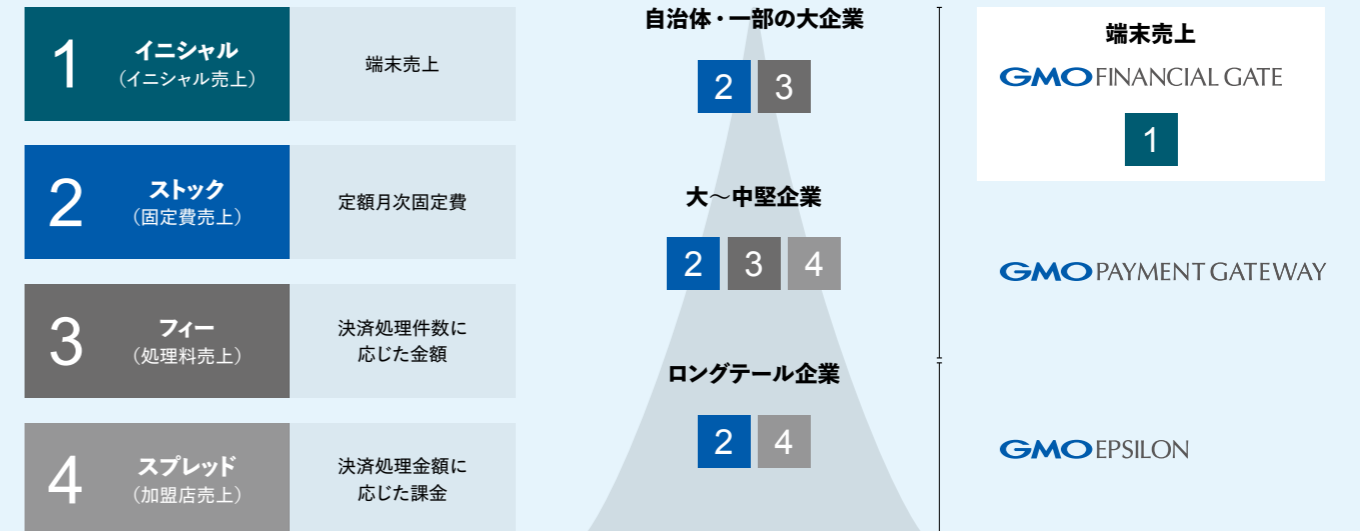 1
イニシャル
（イニシャル売上）
端末売上
2
ストック
（固定費売上）
定額月次固定費
3
フィー
（処理料売上）
決済処理件数に
応じた金額
4
スプレッド
（加盟店売上）
決済処理金額に
応じた課金
自治体・一部の大企業
2 3
大～中堅企業
2 3 4
ロングテール企業
2 4
端末売上
GMO FINANCIAL GATE
1
GMO PAYMENT GATEWAY
GMO EPSILON